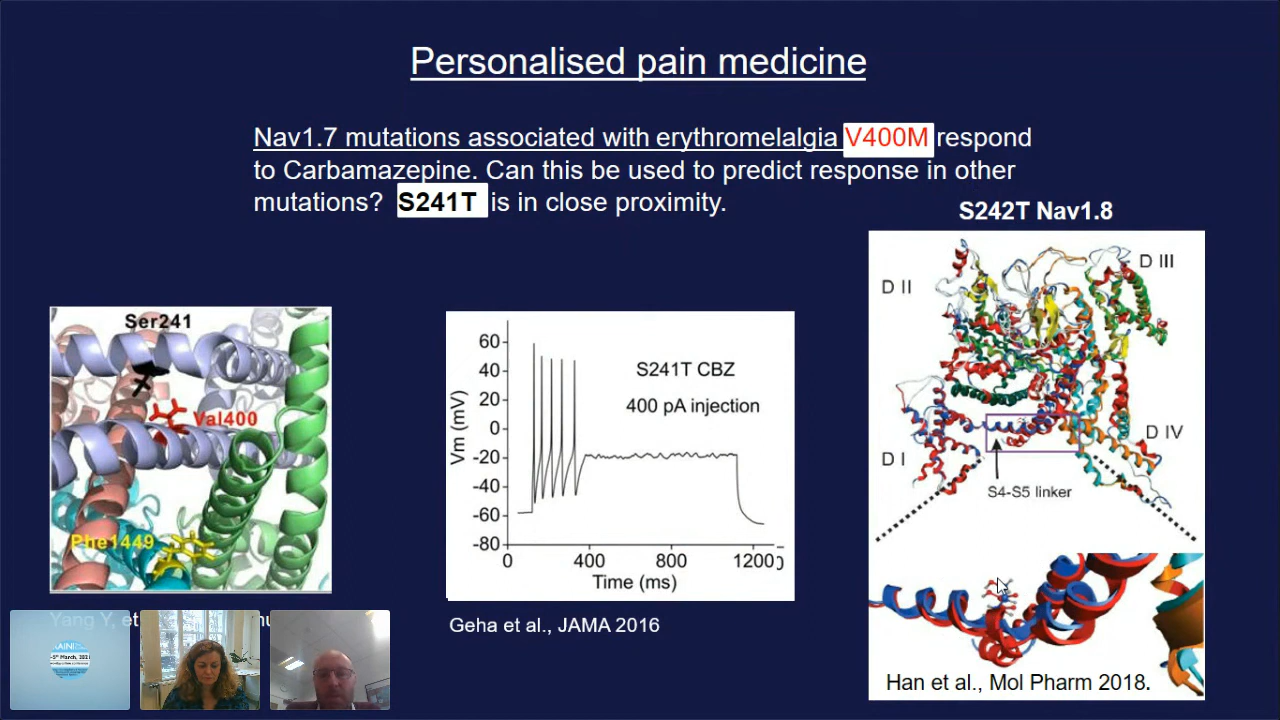 Personalised pain medicine
Nav1.7 mutations associated with erythromelalgia V400M respond
to Carbamazepine. Can this be used to predict response in other
mutations? S241T is in close proximity.
S242T Nav1.8
Ser241
Val400
Phe1449
60
40
20
0
-20
-40
-60
-80
Vm (mV)
S241T CBZ
400 pA injection
0 400 800 1200
Time (ms)
D II
D III
D I
D IV
S4-S5 linker
Yang Y, et
Geha et al., JAMA 2016
Han et al., Mol Pharm 2018.